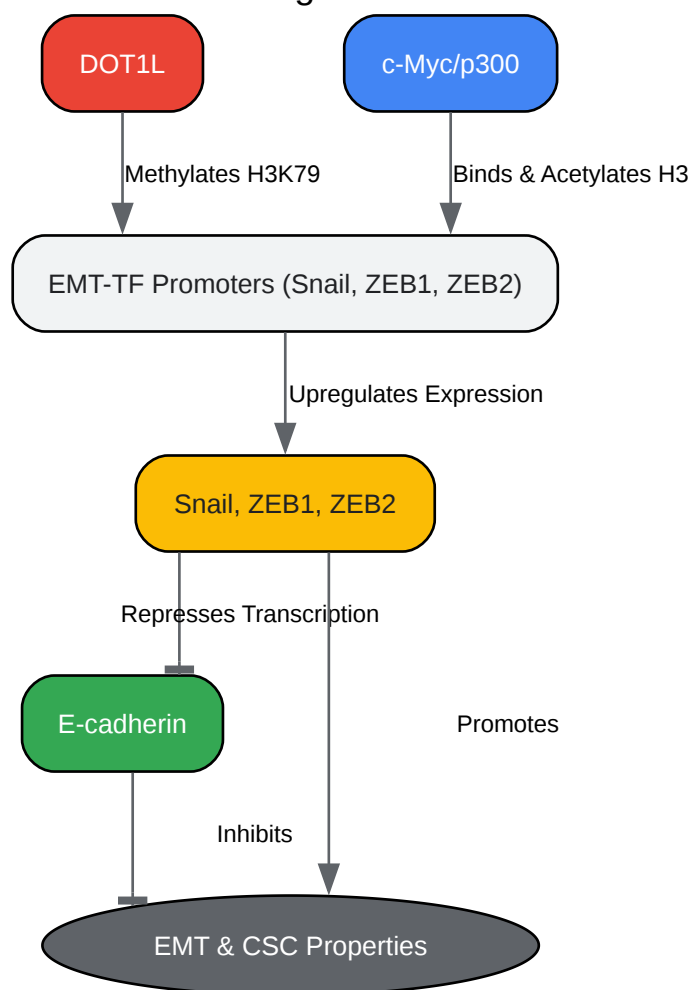 DOT1L
c-Myc/p300
Methylates H3K79
Binds & Acetylates H3
EMT-TF Promoters (Snail, ZEB1, ZEB2)
Upregulates Expression
Snail, ZEB1, ZEB2
Represses Transcription
E-cadherin
Promotes
Inhibits
EMT & CSC Properties